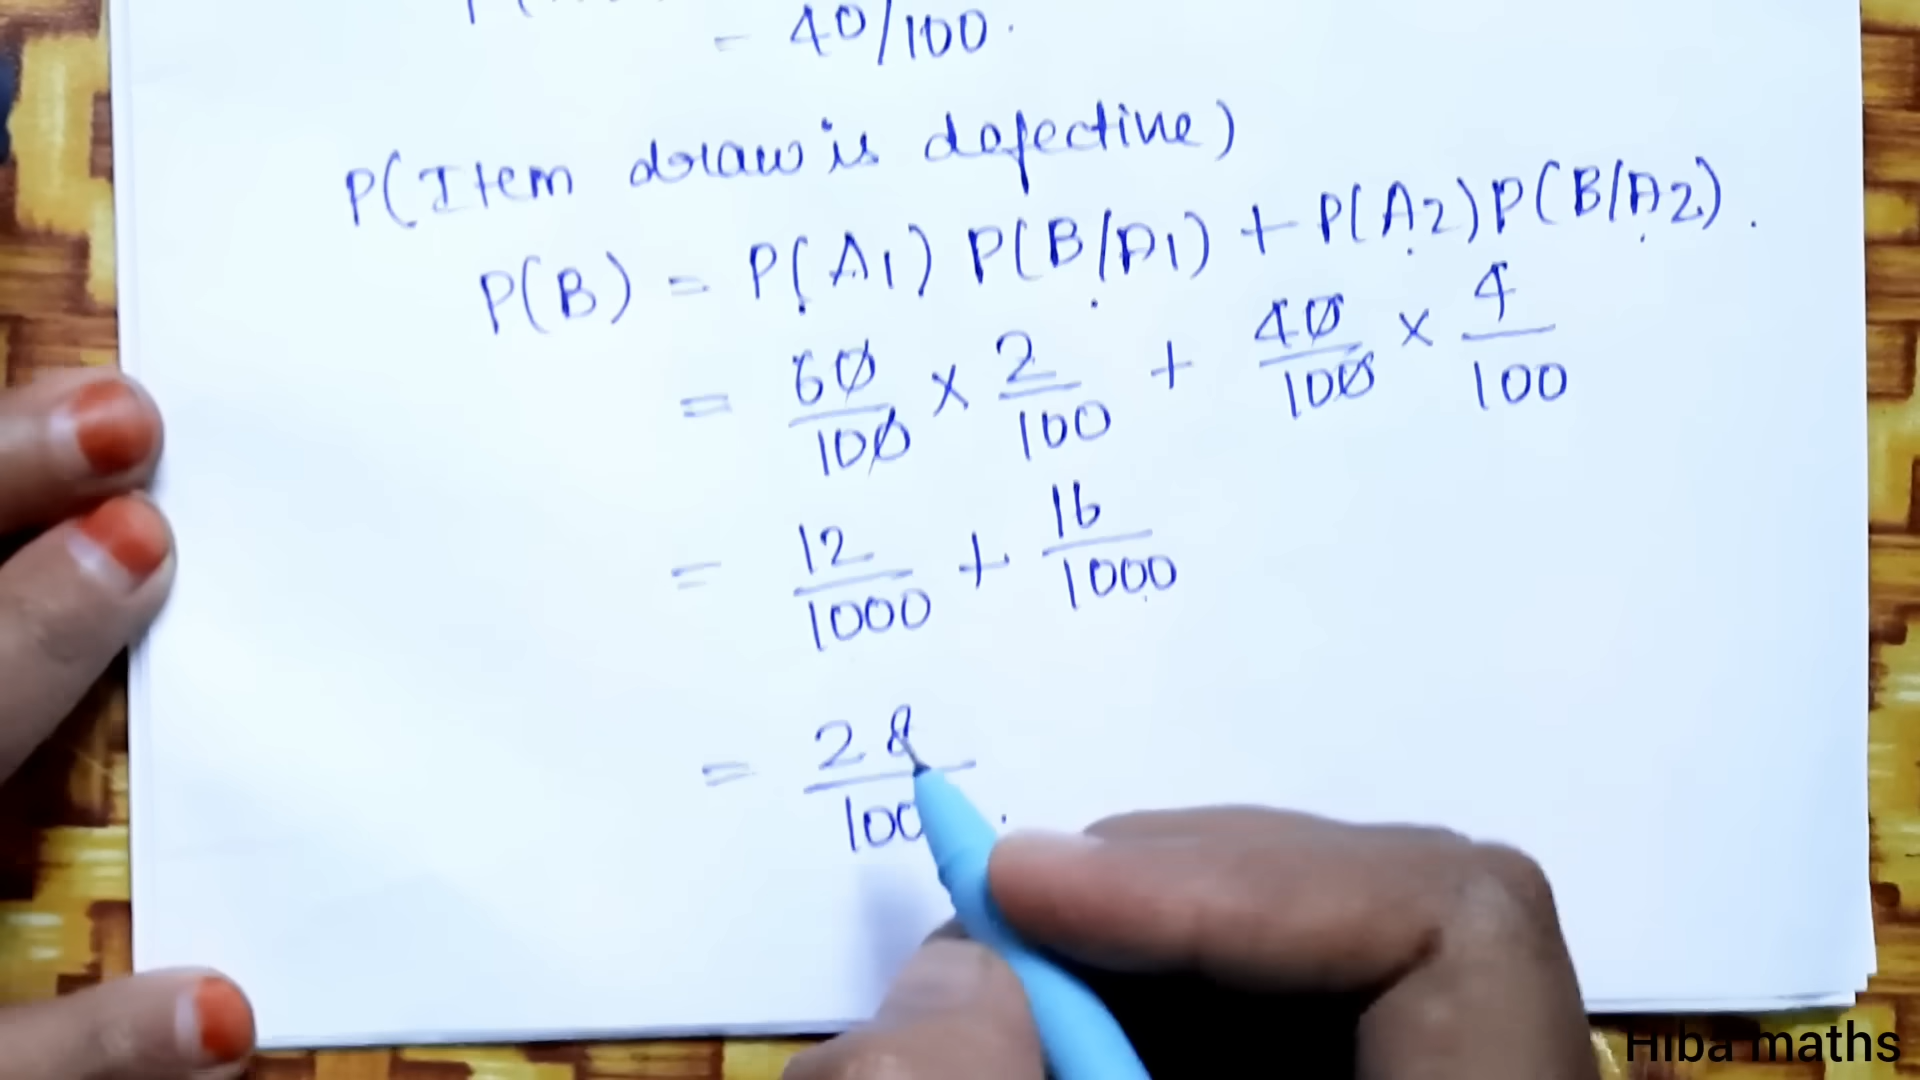 - 40/100.
P(Item draw is defective)
P(B) = P(A1) P(B/A1) + P(A2) P(B/A2).
= 60/100 × 2/100 + 40/100 × 4/100
= 12/1000 + 16/1000
= 28/100
Hiba maths